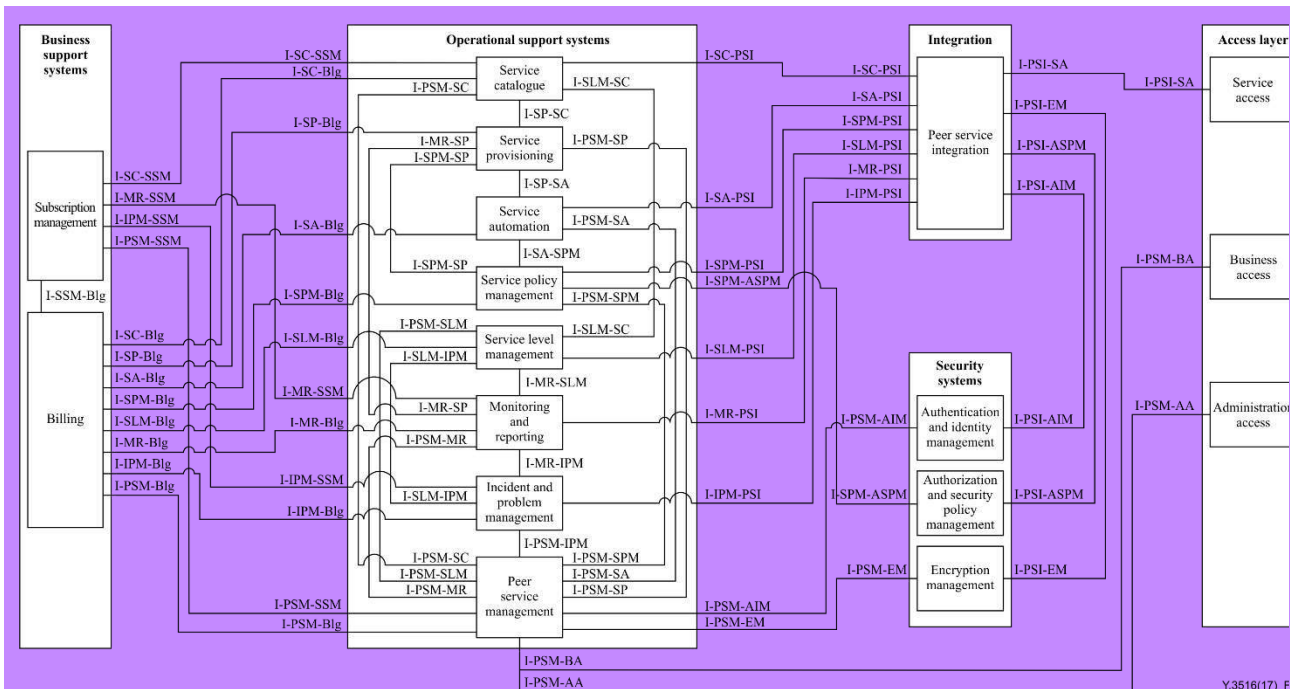 Business
support
systems
Operational support systems
Integration
Access layer
I-SC-SSM
I-SC-Blg
I-PSM-SC
Service
catalogue
I-SLM-SC
I-SC-PSI
I-SC-PSI
I-PSI-SA
I-PSI-SA
Service
access
I-SP-SC
I-SA-PSI
I-PSI-EM
I-SP-Blg
I-MR-SP
I-SPM-SP
Service
provisioning
I-PSM-SP
I-SPM-PSI
I-SLM-PSI
I-MR-PSI
I-IPM-PSI
Peer service
integration
I-PSI-ASPM
I-PSI-AIM
I-SP-SA
I-SC-SSM
I-MR-SSM
I-IPM-SSM
I-PSM-SSM
Subscription
management
I-SA-Blg
Service
automation
I-PSM-SA
I-SA-PSI
I-SA-SPM
I-SPM-SP
Service policy
management
I-PSM-SPM
I-SPM-PSI
I-SPM-ASPM
I-PSM-BA
Business
access
I-SSM-Blg
I-SPM-Blg
I-SC-Blg
I-SP-Blg
I-SA-Blg
I-SPM-Blg
I-SLM-Blg
I-MR-Blg
I-IPM-Blg
I-PSM-Blg
Billing
I-SLM-Blg
I-PSM-SLM
I-SLM-IPM
Service level
management
I-SLM-SC
I-SLM-PSI
Security
systems
I-MR-SLM
I-MR-SSM
I-MR-SP
I-MR-Blg
I-PSM-MR
Monitoring
and
reporting
I-MR-PSI
I-PSM-AIM
Authentication
and identity
management
I-PSI-AIM
I-PSM-AA
Administration
access
I-MR-IPM
I-IPM-SSM
I-SLM-IPM
I-IPM-Blg
Incident and
problem
management
I-IPM-PSI
I-SPM-ASPM
Authorization
and security
policy
management
I-PSI-ASPM
I-PSM-IPM
I-PSM-SC
I-PSM-SLM
I-PSM-MR
I-PSM-SSM
I-PSM-Blg
Peer
service
management
I-PSM-SPM
I-PSM-SA
I-PSM-SP
I-PSM-AIM
I-PSM-EM
I-PSM-EM
Encryption
management
I-PSI-EM
I-PSM-BA
I-PSM-AA
Y.3516(17)